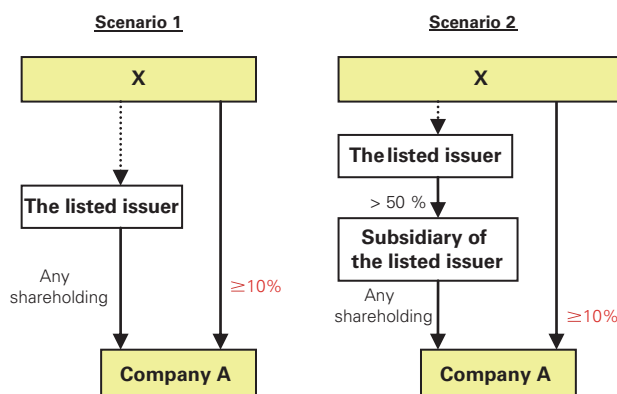 Scenario 1
X
The listed issuer
Any
shareholding
≥10%
Company A
Scenario 2
X
The listed issuer
> 50 %
Subsidiary of
the listed issuer
Any
shareholding
≥10%
Company A